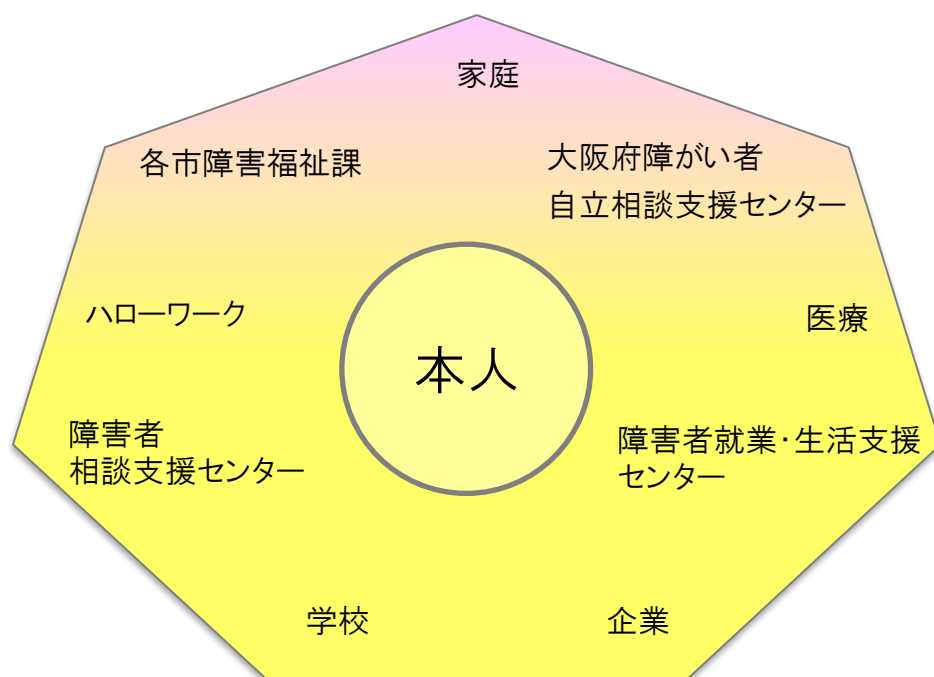 家庭
各市障害福祉課
大阪府障がい者
自立相談支援センター
ハローワーク
医療
本人
障害者
相談支援センター
障害者就業・生活支援
センター
学校
企業